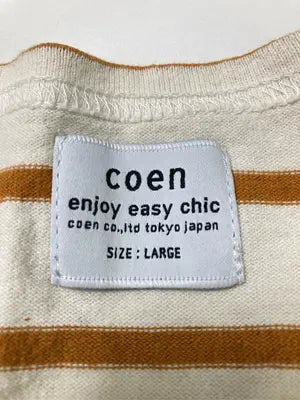 coen
enjoy easy chic
coen co.,ltd tokyo japan
SIZE : LARGE